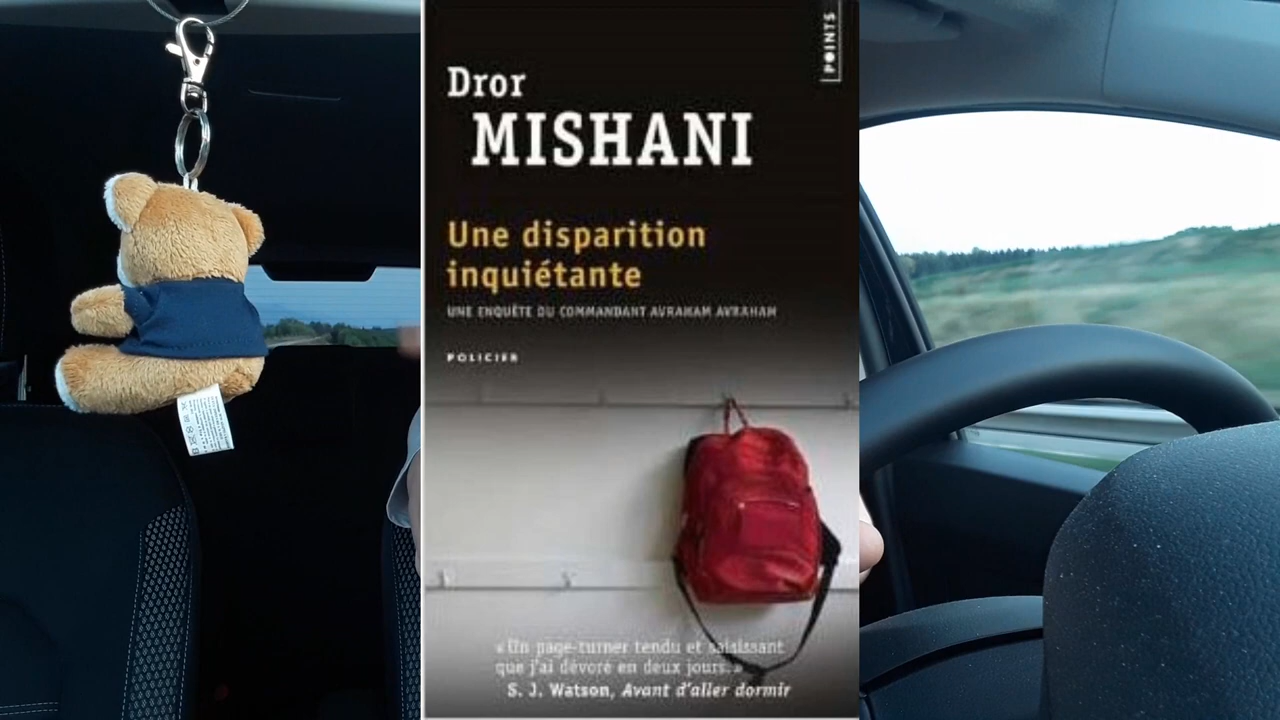 POINTS
Dror
MISHANI
Une disparition
inquiétante
UNE ENQUÊTE DU COMMANDANT AVRAHAM AVRAHAM
POLICIER
« Un page-turner tendu et saisissant
que j'ai dévoré en deux jours. »
S. J. Watson, Avant d'aller dormir